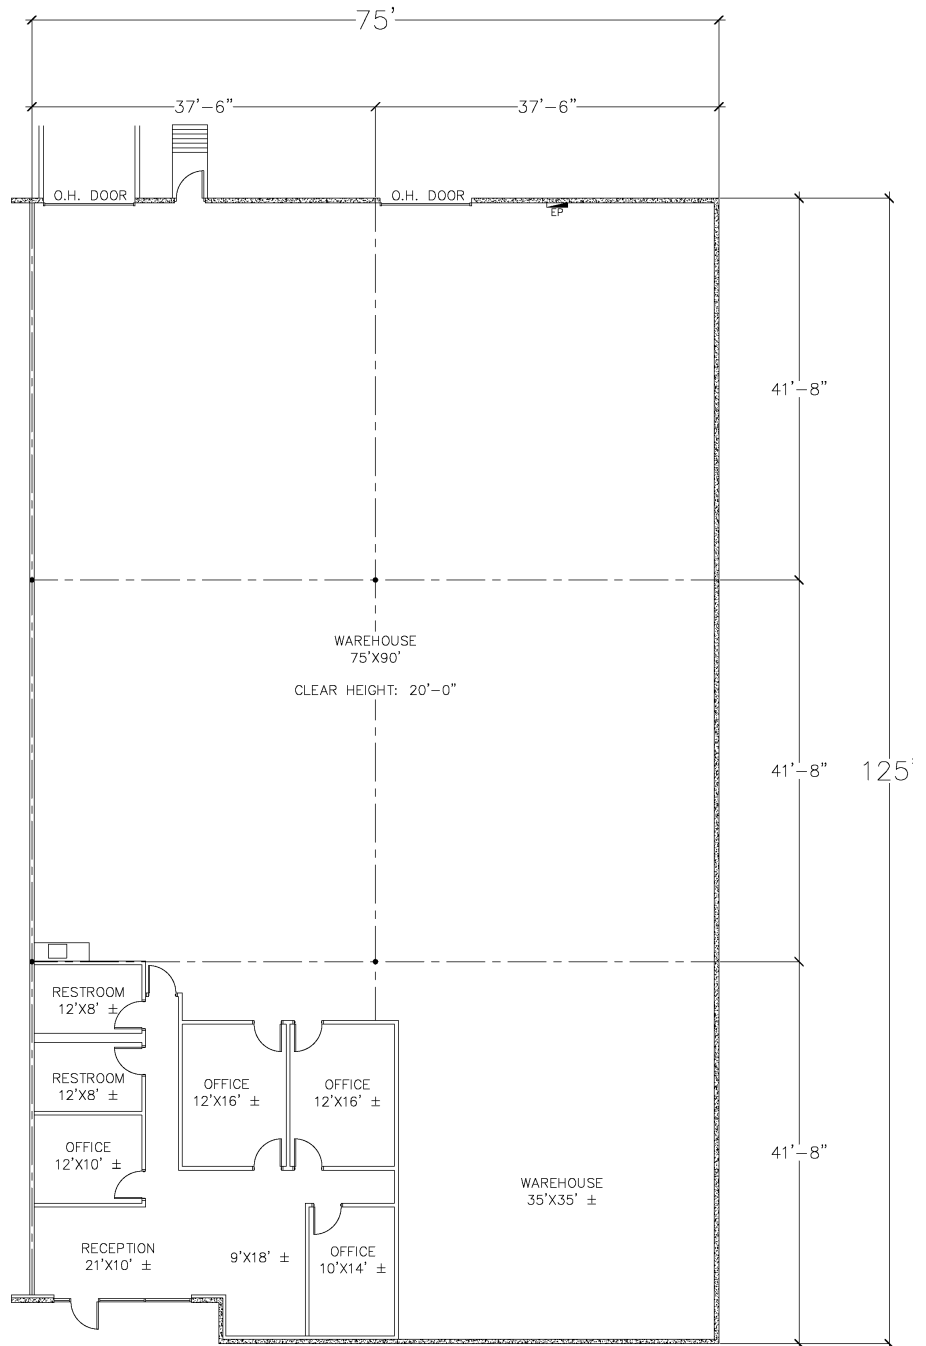 75'
37'-6"
37'-6"
O.H. DOOR
O.H. DOOR
EP
41'-8"
WAREHOUSE
75'X90'
CLEAR HEIGHT: 20'-0"
41'-8"
125'
RESTROOM
12'X8' ±
RESTROOM
12'X8' ±
OFFICE
12'X16' ±
OFFICE
12'X16' ±
OFFICE
12'X10' ±
41'-8"
WAREHOUSE
35'X35' ±
RECEPTION
21'X10' ±
9'X18' ±
OFFICE
10'X14' ±